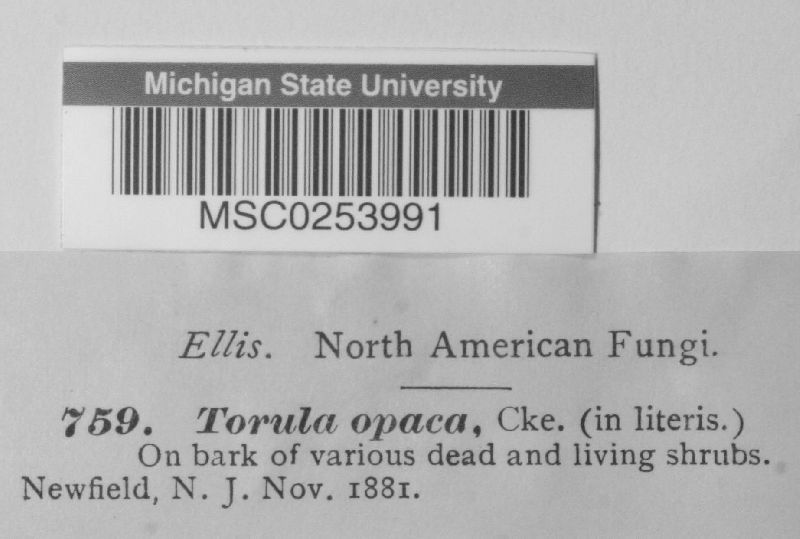 Michigan State University
MSC0253991
Ellis. North American Fungi.
759. Torula opaca, Cke. (in literis.)
On bark of various dead and living shrubs.
Newfield, N. J. Nov. 1881.